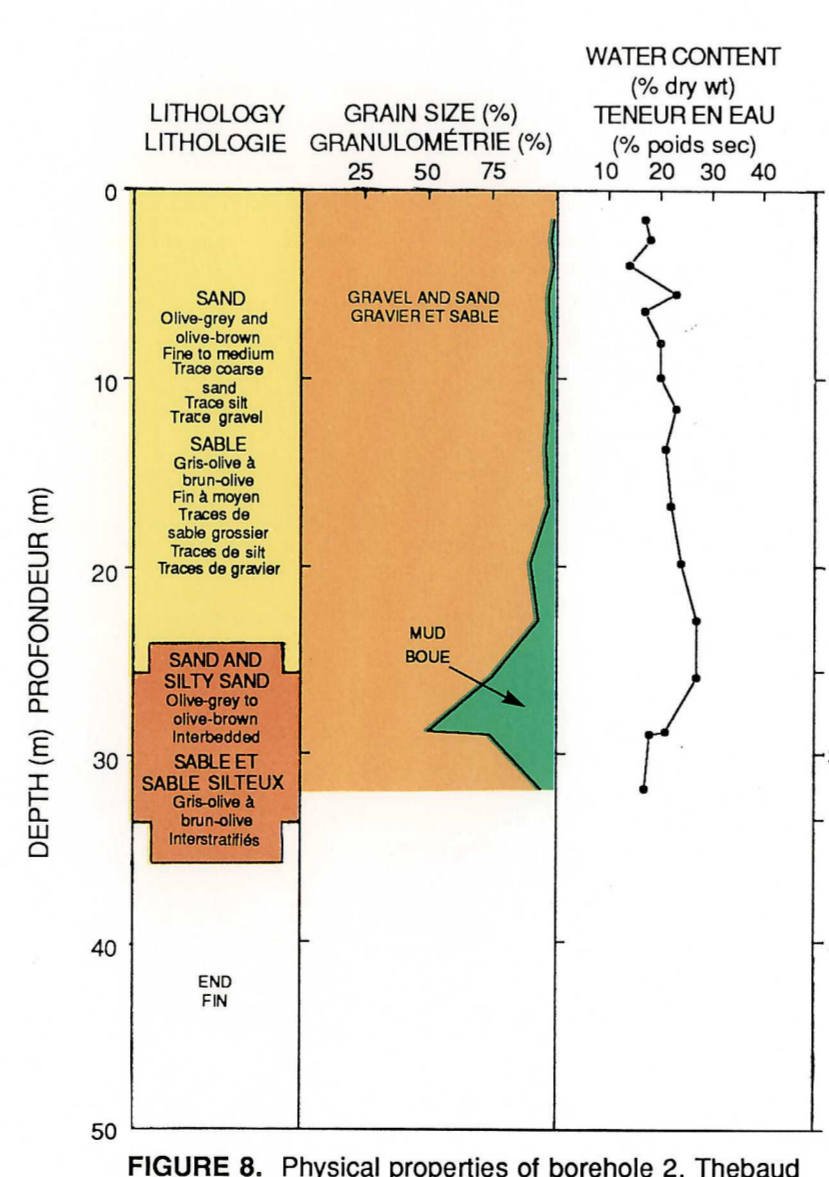 WATER CONTENT
(% dry wt)
TENEUR EN EAU
(% poids sec)
LITHOLOGY
LITHOLOGIE
GRAIN SIZE (%)
GRANULOMÉTRIE (%)
25 50 75
10 20 30 40
DEPTH (m) PROFONDEUR (m)
0
10
20
30
40
50
SAND
Olive-grey and
olive-brown
Fine to medium
Trace coarse
sand
Trace silt
Trace gravel
SABLE
Gris-olive à
brun-olive
Fin à moyen
Traces de
sable grossier
Traces de silt
Traces de gravier
SAND AND
SILTY SAND
Olive-grey to
olive-brown
Interbedded
SABLE ET
SABLE SILTEUX
Gris-olive à
brun-olive
Interstratifiés
END
FIN
GRAVEL AND SAND
GRAVIER ET SABLE
MUD
BOUE
FIGURE 8. Physical properties of borehole 2, Thebaud